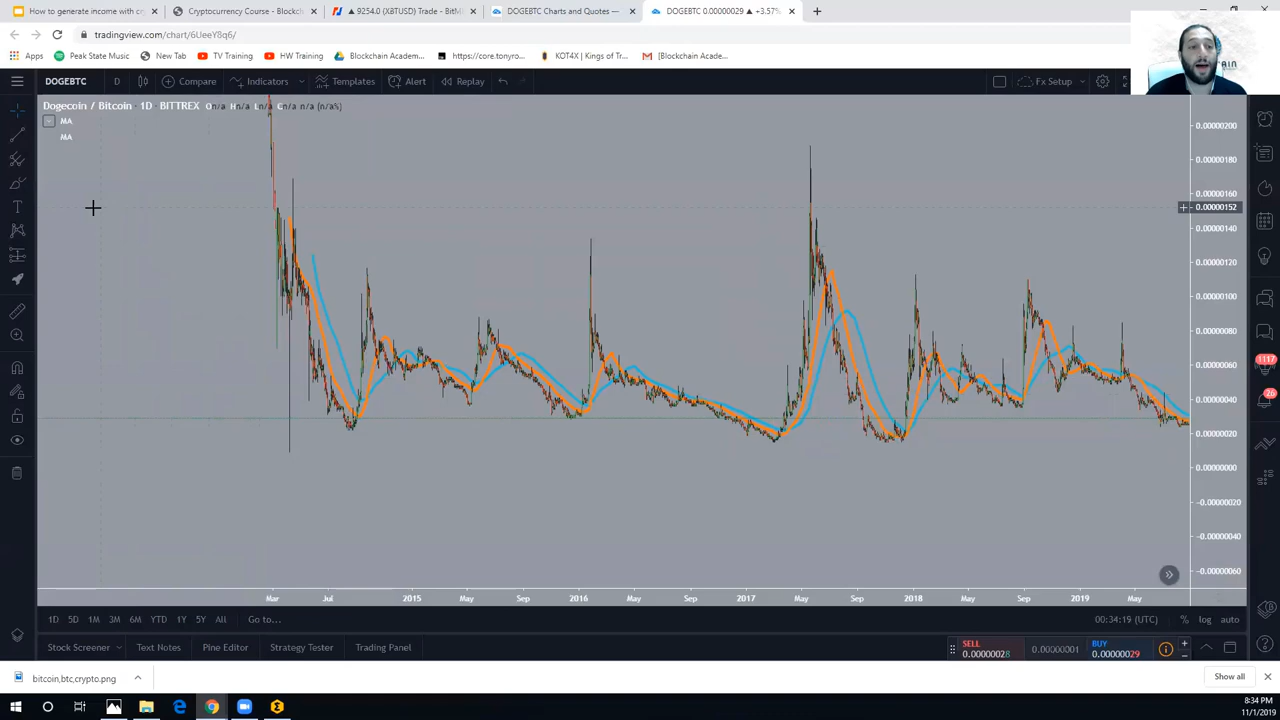 How to generate income with cry
Cryptocurrency Course - Blockch
9254.0 (XBTUSD) Trade - BitM
DOGEBTC Charts and Quotes —
DOGEBTC 0.00000029 ▲ +3.57%
tradingview.com/chart/6UeeY8q6/
Apps
Peak State Music
New Tab
TV Training
HW Training
Blockchain Academ...
https://core.tonyro...
KOT4X | Kings of Tr...
[Blockchain Acade...
DOGEBTC
D
Compare
Indicators
Templates
Alert
Replay
Fx Setup
Dogecoin / Bitcoin · 1D · BITTREX On/a Hn/a Ln/a Cn/a n/a (n/a%)
MA
MA
0.00000200
0.00000180
0.00000160
0.00000152
0.00000140
0.00000120
0.00000100
0.00000080
0.00000060
0.00000040
0.00000020
0.00000000
−0.00000020
−0.00000040
−0.00000060
1117
26
Mar
Jul
2015
May
Sep
2016
May
Sep
2017
May
Sep
2018
May
Sep
2019
May
1D
5D
1M
3M
6M
YTD
1Y
5Y
All
Go to...
00:34:19 (UTC)
%
log
auto
Stock Screener
Text Notes
Pine Editor
Strategy Tester
Trading Panel
SELL
0.00000028
0.00000001
BUY
0.00000029
bitcoin,btc,crypto.png
Show all
8:34 PM
11/1/2019